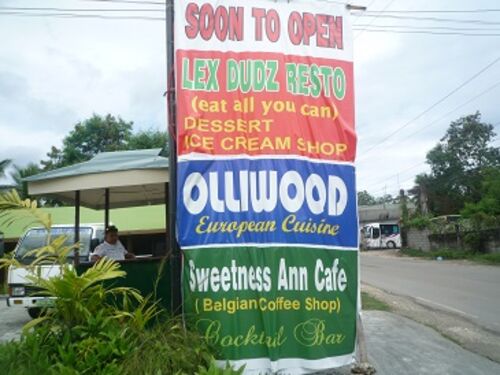 SOON TO OPEN
LEX DUDZ RESTO
(eat all you can)
DESSERT
ICE CREAM SHOP
OLLIWOOD
European Cuisine
Sweetness Ann Cafe
(Belgian Coffee Shop)
Cocktail Bar